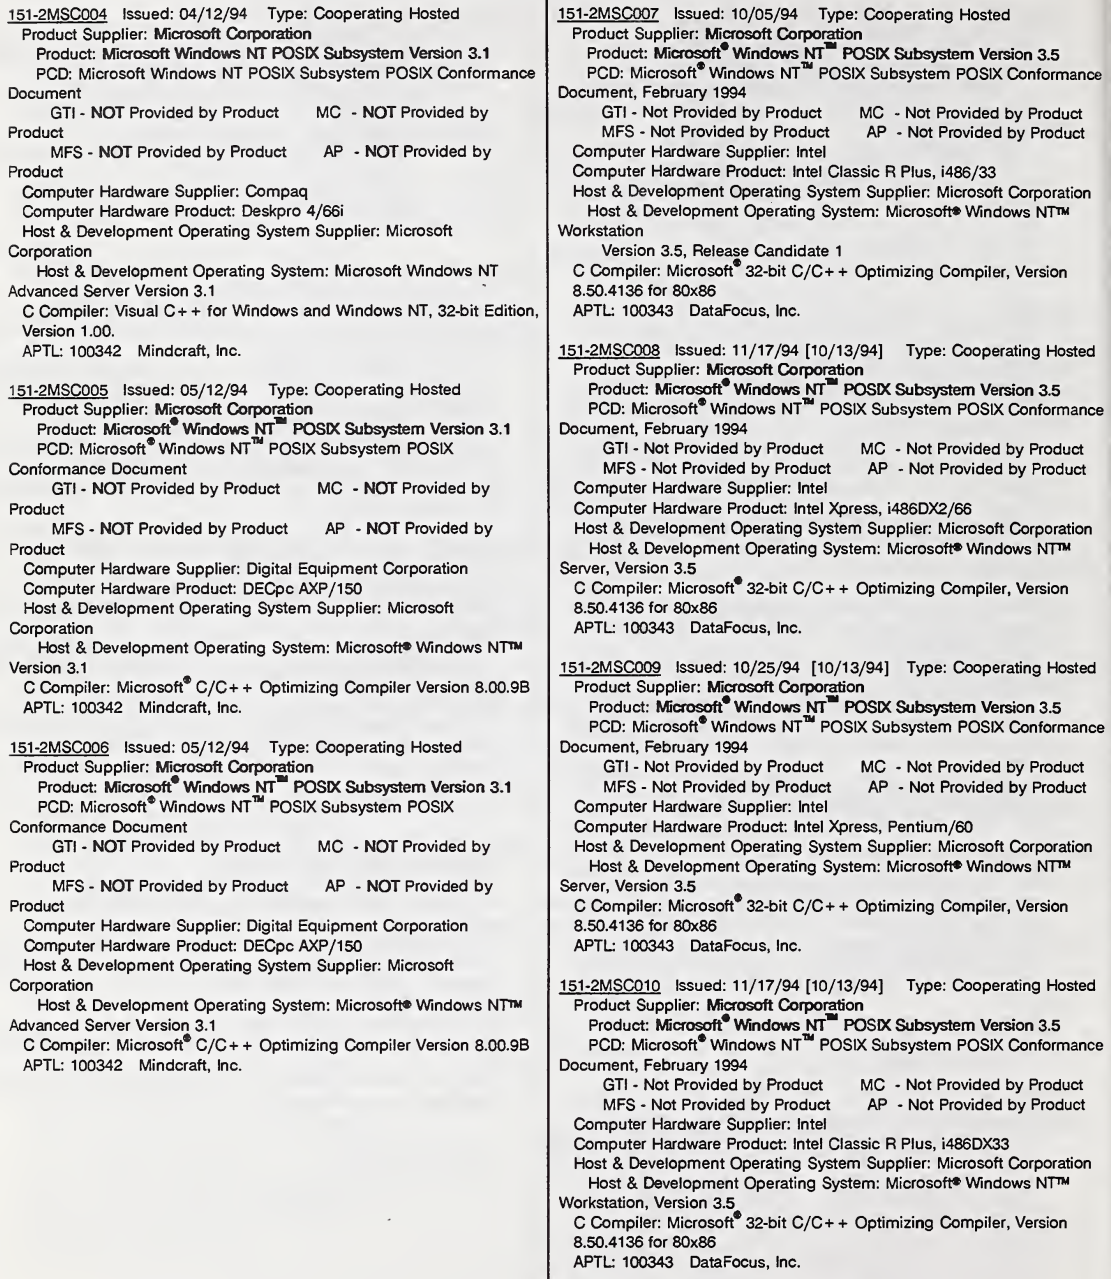 151-2MSC004 Issued: 04/12/94 Type: Cooperating Hosted
Product Supplier: Microsoft Corporation
Product: Microsoft Windows NT POSIX Subsystem Version 3.1
PCD: Microsoft Windows NT POSIX Subsystem POSIX Conformance
Document
GTI - NOT Provided by Product MC - NOT Provided by
Product
MFS - NOT Provided by Product AP - NOT Provided by
Product
Computer Hardware Supplier: Compaq
Computer Hardware Product: Deskpro 4/66i
Host & Development Operating System Supplier: Microsoft
Corporation
Host & Development Operating System: Microsoft Windows NT
Advanced Server Version 3.1
C Compiler: Visual C++ for Windows and Windows NT, 32-bit Edition,
Version 1.00.
APTL: 100342 Mindcraft, Inc.
151-2MSC005 Issued: 05/12/94 Type: Cooperating Hosted
Product Supplier: Microsoft Corporation
Product: Microsoft® Windows NT™ POSIX Subsystem Version 3.1
PCD: Microsoft® Windows NT™ POSIX Subsystem POSIX
Conformance Document
GTI - NOT Provided by Product MC - NOT Provided by
Product
MFS - NOT Provided by Product AP - NOT Provided by
Product
Computer Hardware Supplier: Digital Equipment Corporation
Computer Hardware Product: DECpc AXP/150
Host & Development Operating System Supplier: Microsoft
Corporation
Host & Development Operating System: Microsoft® Windows NT™
Version 3.1
C Compiler: Microsoft® C/C++ Optimizing Compiler Version 8.00.9B
APTL: 100342 Mindcraft, Inc.
151-2MSC006 Issued: 05/12/94 Type: Cooperating Hosted
Product Supplier: Microsoft Corporation
Product: Microsoft® Windows NT™ POSIX Subsystem Version 3.1
PCD: Microsoft® Windows NT™ POSIX Subsystem POSIX
Conformance Document
GTI - NOT Provided by Product MC - NOT Provided by
Product
MFS - NOT Provided by Product AP - NOT Provided by
Product
Computer Hardware Supplier: Digital Equipment Corporation
Computer Hardware Product: DECpc AXP/150
Host & Development Operating System Supplier: Microsoft
Corporation
Host & Development Operating System: Microsoft® Windows NT™
Advanced Server Version 3.1
C Compiler: Microsoft® C/C++ Optimizing Compiler Version 8.00.9B
APTL: 100342 Mindcraft, Inc.
151-2MSC007 Issued: 10/05/94 Type: Cooperating Hosted
Product Supplier: Microsoft Corporation
Product: Microsoft® Windows NT™ POSIX Subsystem Version 3.5
PCD: Microsoft® Windows NT™ POSIX Subsystem POSIX Conformance
Document, February 1994
GTI - Not Provided by Product MC - Not Provided by Product
MFS - Not Provided by Product AP - Not Provided by Product
Computer Hardware Supplier: Intel
Computer Hardware Product: Intel Classic R Plus, i486/33
Host & Development Operating System Supplier: Microsoft Corporation
Host & Development Operating System: Microsoft® Windows NT™
Workstation
Version 3.5, Release Candidate 1
C Compiler: Microsoft® 32-bit C/C++ Optimizing Compiler, Version
8.50.4136 for 80x86
APTL: 100343 DataFocus, Inc.
151-2MSC008 Issued: 11/17/94 [10/13/94] Type: Cooperating Hosted
Product Supplier: Microsoft Corporation
Product: Microsoft® Windows NT™ POSIX Subsystem Version 3.5
PCD: Microsoft® Windows NT™ POSIX Subsystem POSIX Conformance
Document, February 1994
GTI - Not Provided by Product MC - Not Provided by Product
MFS - Not Provided by Product AP - Not Provided by Product
Computer Hardware Supplier: Intel
Computer Hardware Product: Intel Xpress, i486DX2/66
Host & Development Operating System Supplier: Microsoft Corporation
Host & Development Operating System: Microsoft® Windows NT™
Server, Version 3.5
C Compiler: Microsoft® 32-bit C/C++ Optimizing Compiler, Version
8.50.4136 for 80x86
APTL: 100343 DataFocus, Inc.
151-2MSC009 Issued: 10/25/94 [10/13/94] Type: Cooperating Hosted
Product Supplier: Microsoft Corporation
Product: Microsoft® Windows NT™ POSIX Subsystem Version 3.5
PCD: Microsoft® Windows NT™ POSIX Subsystem POSIX Conformance
Document, February 1994
GTI - Not Provided by Product MC - Not Provided by Product
MFS - Not Provided by Product AP - Not Provided by Product
Computer Hardware Supplier: Intel
Computer Hardware Product: Intel Xpress, Pentium/60
Host & Development Operating System Supplier: Microsoft Corporation
Host & Development Operating System: Microsoft® Windows NT™
Server, Version 3.5
C Compiler: Microsoft® 32-bit C/C++ Optimizing Compiler, Version
8.50.4136 for 80x86
APTL: 100343 DataFocus, Inc.
151-2MSC010 Issued: 11/17/94 [10/13/94] Type: Cooperating Hosted
Product Supplier: Microsoft Corporation
Product: Microsoft® Windows NT™ POSIX Subsystem Version 3.5
PCD: Microsoft® Windows NT™ POSIX Subsystem POSIX Conformance
Document, February 1994
GTI - Not Provided by Product MC - Not Provided by Product
MFS - Not Provided by Product AP - Not Provided by Product
Computer Hardware Supplier: Intel
Computer Hardware Product: Intel Classic R Plus, i486DX33
Host & Development Operating System Supplier: Microsoft Corporation
Host & Development Operating System: Microsoft® Windows NT™
Workstation, Version 3.5
C Compiler: Microsoft® 32-bit C/C++ Optimizing Compiler, Version
8.50.4136 for 80x86
APTL: 100343 DataFocus, Inc.